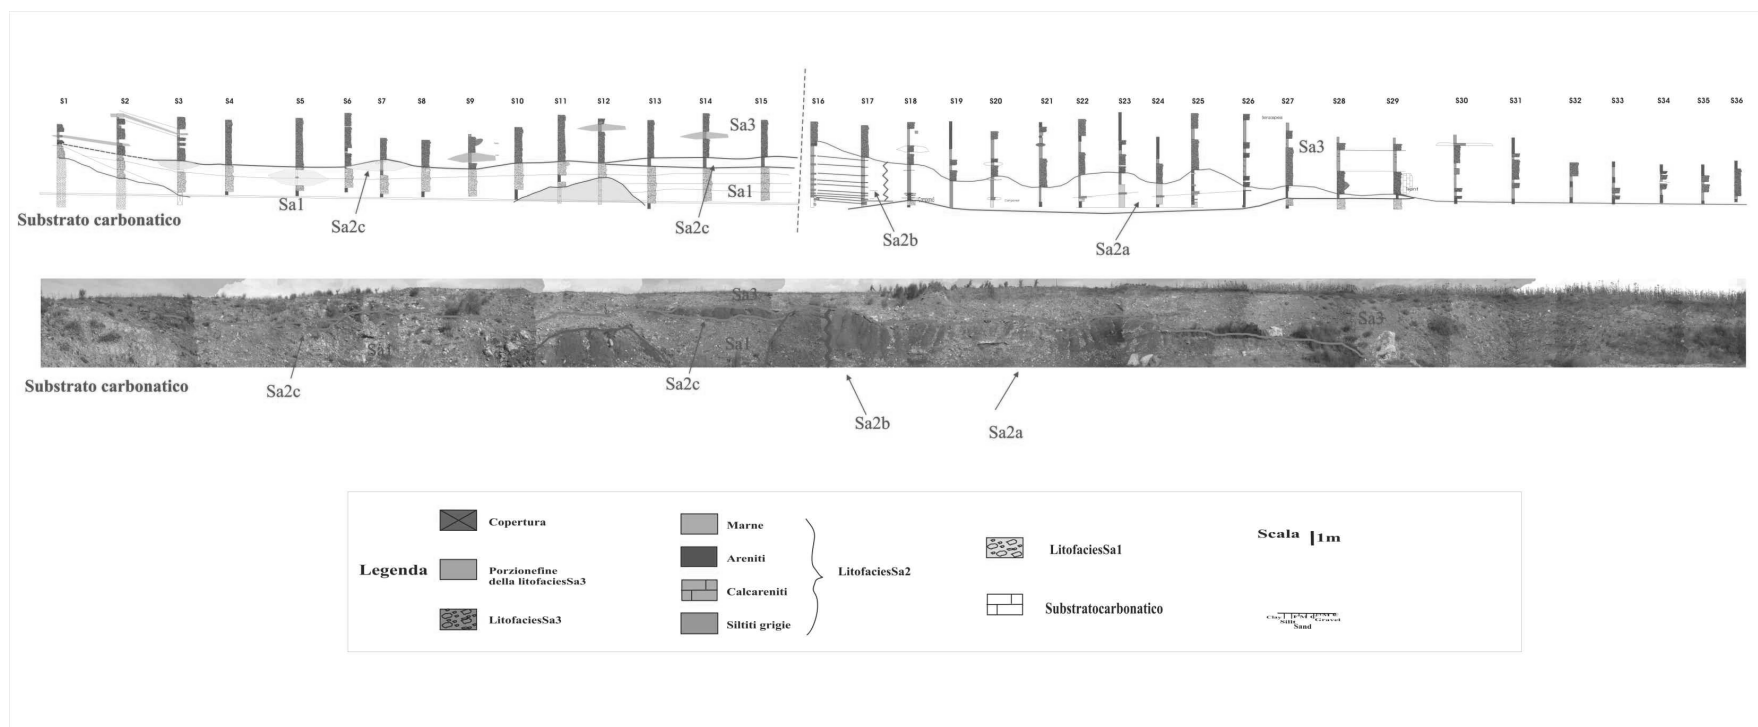 S1 S2 S3 S4 S5 S6 S7 S8 S9 S10 S11 S12 S13 S14 S15 S16 S17 S18 S19 S20 S21 S22 S23 S24 S25 S26 S27 S28 S29 S30 S31 S32 S33 S34 S35 S36
Sa3
Sa3
Sa1
Sa1
Substrato carbonatico
Sa2c
Sa2c
Sa2b
Sa2a
Sa3
Sa3
Sa1
Sa1
Substrato carbonatico
Sa2c
Sa2c
Sa2b
Sa2a
Legenda
Copertura
Porzionefine
della litofaciesSa3
LitofaciesSa3
Marne
Areniti
Calcareniti
Siltiti grigie
LitofaciesSa2
LitofaciesSa1
Substratocarbonatico
Scala 1m
Clay
Silt
Sand
Gravel